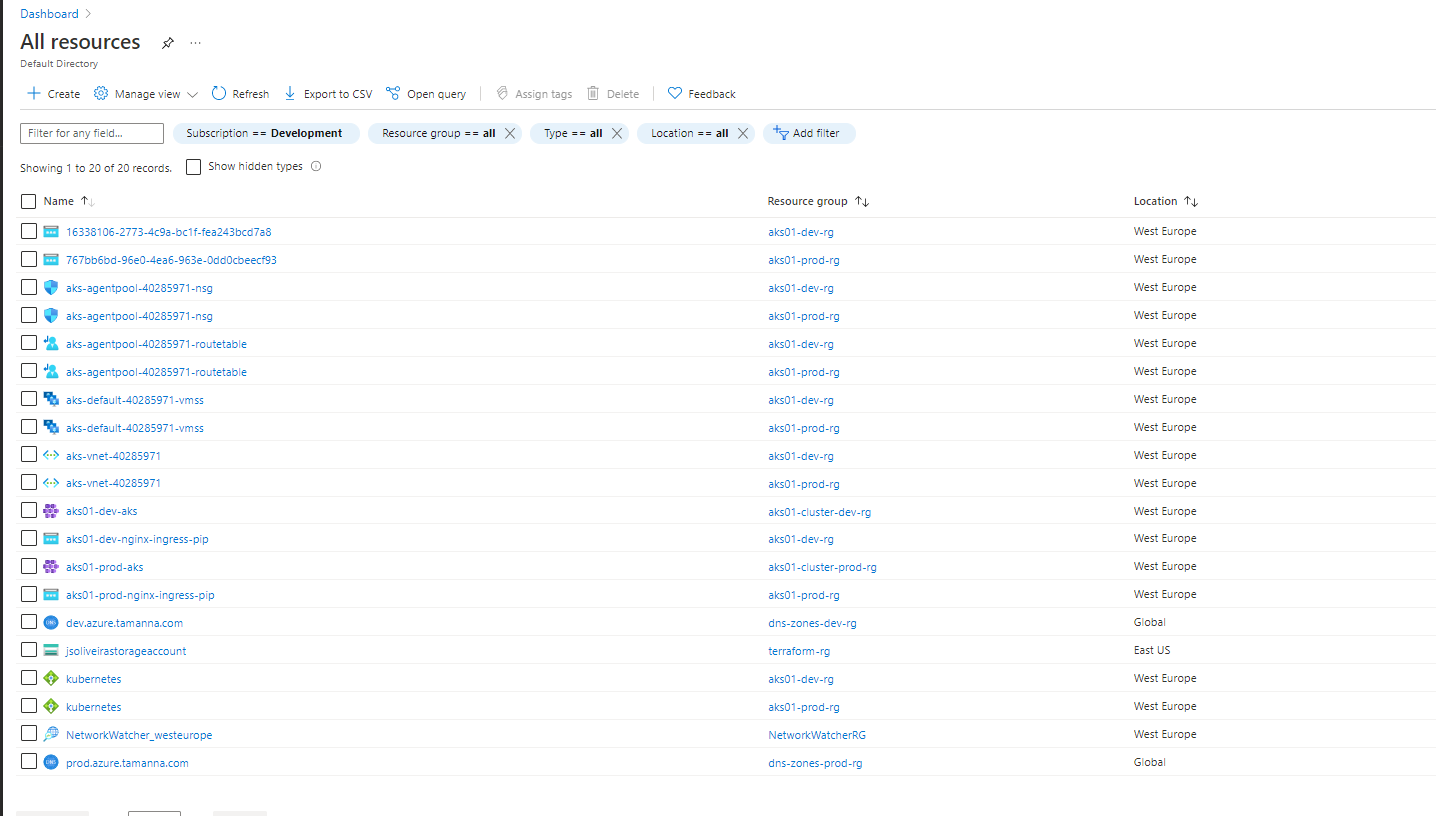 Dashboard
All resources
Default Directory
Create Manage view Refresh Export to CSV Open query Assign tags Delete Feedback
Filter for any field... Subscription == Development Resource group == all Type == all Location == all Add filter
Showing 1 to 20 of 20 records. Show hidden types
Name Resource group Location
16338106-2773-4c9a-bc1f-fea243bcd7a8 aks01-dev-rg West Europe
767bb6bd-96e0-4ea6-963e-0dd0cbeecf93 aks01-prod-rg West Europe
aks-agentpool-40285971-nsg aks01-dev-rg West Europe
aks-agentpool-40285971-nsg aks01-prod-rg West Europe
aks-agentpool-40285971-routetable aks01-dev-rg West Europe
aks-agentpool-40285971-routetable aks01-prod-rg West Europe
aks-default-40285971-vmss aks01-dev-rg West Europe
aks-default-40285971-vmss aks01-prod-rg West Europe
aks-vnet-40285971 aks01-dev-rg West Europe
aks-vnet-40285971 aks01-prod-rg West Europe
aks01-dev-aks aks01-cluster-dev-rg West Europe
aks01-dev-nginx-ingress-pip aks01-dev-rg West Europe
aks01-prod-aks aks01-cluster-prod-rg West Europe
aks01-prod-nginx-ingress-pip aks01-prod-rg West Europe
dev.azure.tamanna.com dns-zones-dev-rg Global
jsoliveirastorageaccount terraform-rg East US
kubernetes aks01-dev-rg West Europe
kubernetes aks01-prod-rg West Europe
NetworkWatcher_westeurope NetworkWatcherRG West Europe
prod.azure.tamanna.com dns-zones-prod-rg Global